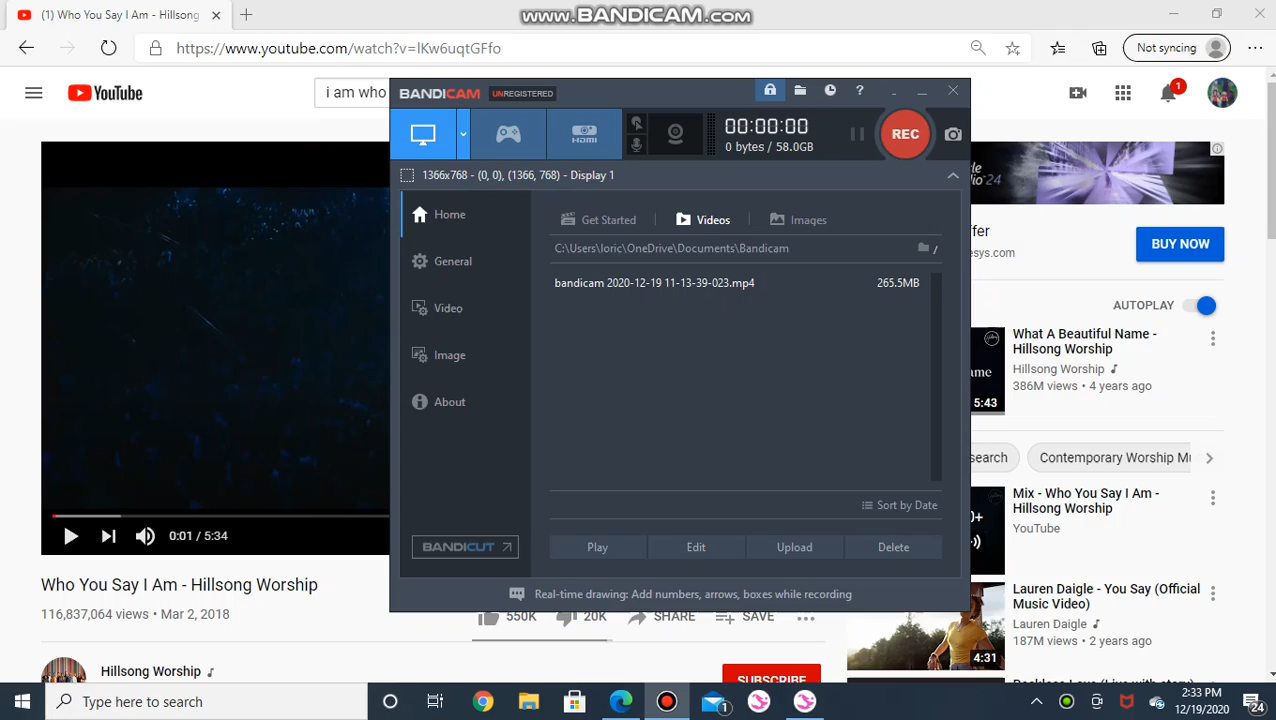 (1) Who You Say I Am - Hillsong
www.BANDICAM.com
https://www.youtube.com/watch?v=IKw6uqtGFfo
Not syncing
YouTube
i am who
1
BANDICAM
UNREGISTERED
HDMI
00:00:00
0 bytes / 58.0GB
REC
1366x768 - (0, 0), (1366, 768) - Display 1
Home
General
Video
Image
About
BANDICUT
Get Started
Videos
Images
C:\Users\loric\OneDrive\Documents\Bandicam
/
bandicam 2020-12-19 11-13-39-023.mp4
265.5MB
Sort by Date
Play
Edit
Upload
Delete
Real-time drawing: Add numbers, arrows, boxes while recording
BUY NOW
AUTOPLAY
What A Beautiful Name -
Hillsong Worship
Hillsong Worship
386M views • 4 years ago
5:43
Contemporary Worship
Mix - Who You Say I Am -
Hillsong Worship
YouTube
Lauren Daigle - You Say (Official
Music Video)
Lauren Daigle
187M views • 2 years ago
4:31
0:01 / 5:34
Who You Say I Am - Hillsong Worship
116,837,064 views • Mar 2, 2018
550K
20K
SHARE
SAVE
Hillsong Worship
SUBSCRIBE
Type here to search
1
2:33 PM
12/19/2020
24